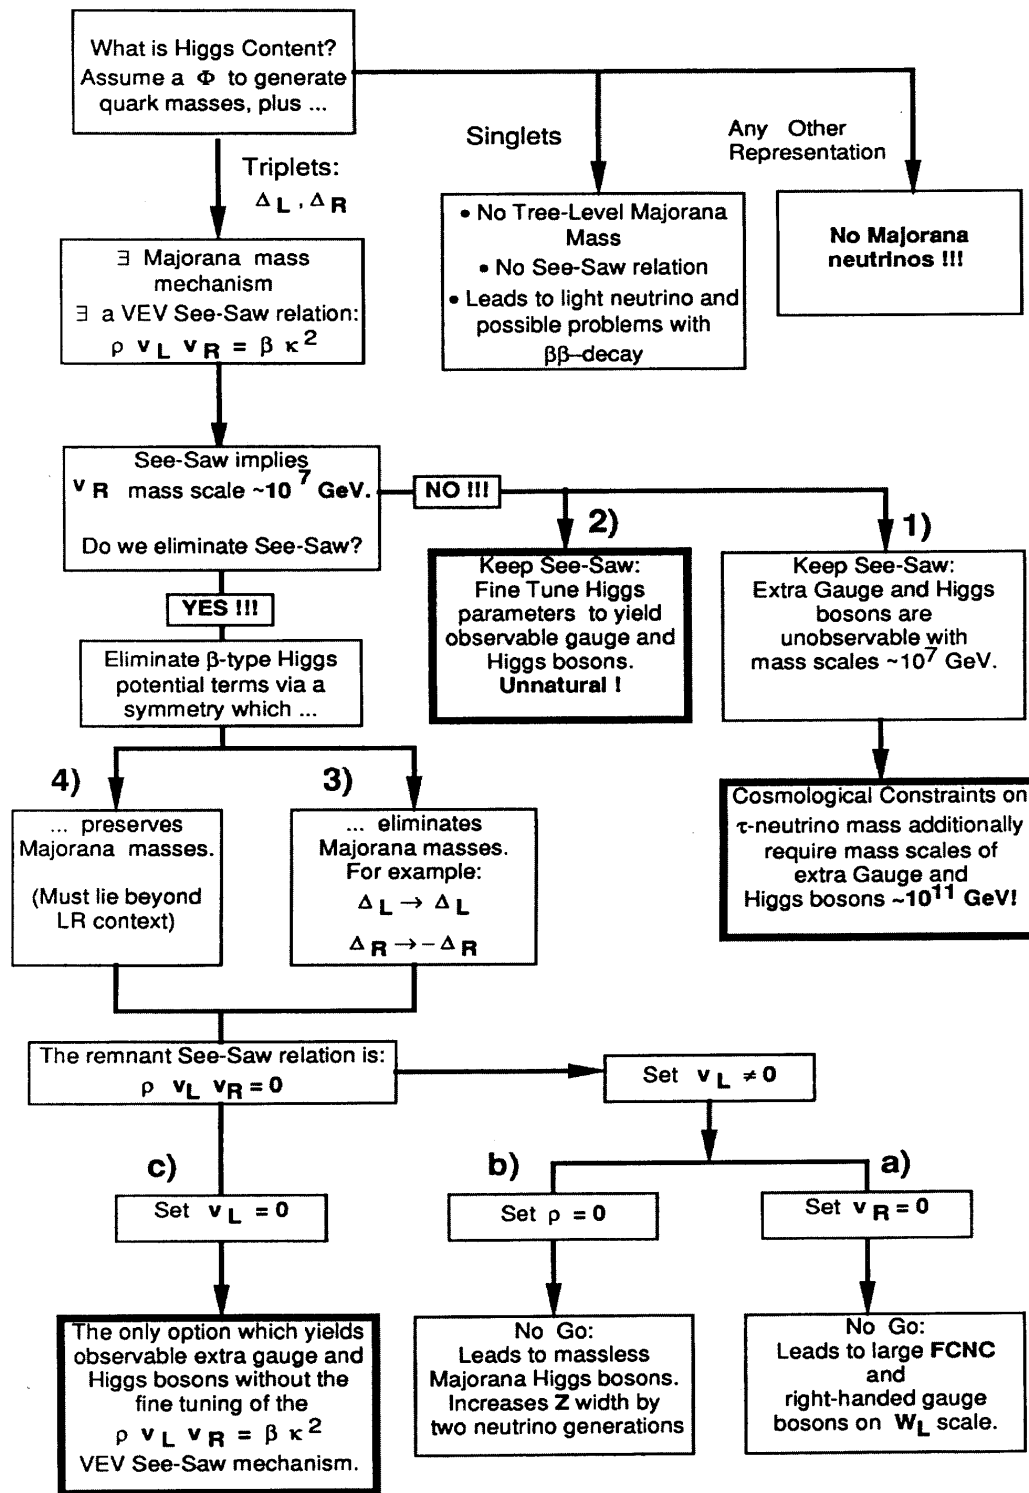 What is Higgs Content?
Assume a Φ to generate
quark masses, plus ...
Triplets:
Δ L , Δ R
Singlets
Any Other
Representation
∃ Majorana mass
mechanism
∃ a VEV See-Saw relation:
ρ v L v R = β κ 2
• No Tree-Level Majorana
Mass
• No See-Saw relation
• Leads to light neutrino and
possible problems with
ββ–decay
No Majorana
neutrinos !!!
See-Saw implies
v R mass scale ~10 7 GeV.
Do we eliminate See-Saw?
NO !!!
2)
1)
Keep See-Saw:
Fine Tune Higgs
parameters to yield
observable gauge and
Higgs bosons.
Unnatural !
Keep See-Saw:
Extra Gauge and Higgs
bosons are
unobservable with
mass scales ~10 7 GeV.
YES !!!
Eliminate β-type Higgs
potential terms via a
symmetry which ...
4)
3)
... preserves
Majorana masses.
(Must lie beyond
LR context)
... eliminates
Majorana masses.
For example:
Δ L → Δ L
Δ R → – Δ R
Cosmological Constraints on
τ-neutrino mass additionally
require mass scales of
extra Gauge and
Higgs bosons ~10 11 GeV!
The remnant See-Saw relation is:
ρ v L v R = 0
Set v L ≠ 0
c)
b)
a)
Set v L = 0
Set ρ = 0
Set v R = 0
The only option which yields
observable extra gauge and
Higgs bosons without the
fine tuning of the
ρ v L v R = β κ 2
VEV See-Saw mechanism.
No Go:
Leads to massless
Majorana Higgs bosons.
Increases Z width by
two neutrino generations
No Go:
Leads to large FCNC
and
right-handed gauge
bosons on W L scale.